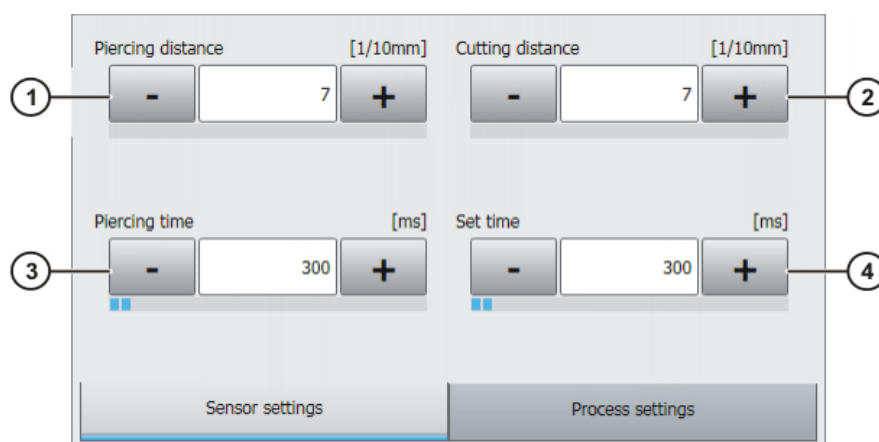 Piercing distance [1/10mm] Cutting distance [1/10mm]
1 - 7 + - 7 + 2
Piercing time [ms] Set time [ms]
3 - 300 + - 300 + 4
Sensor settings Process settings